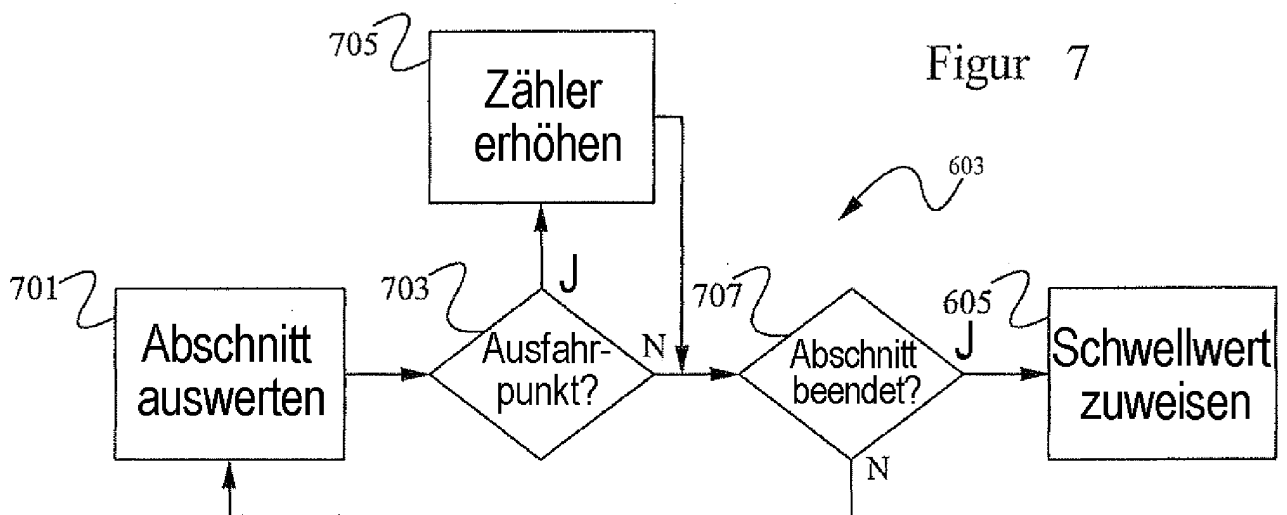 Figur 7
705
Zähler
erhöhen
603
701
Abschnitt
auswerten
703
J
Ausfahr-
punkt?
N
707
Abschnitt
beendet?
J
N
605
Schwellwert
zuweisen